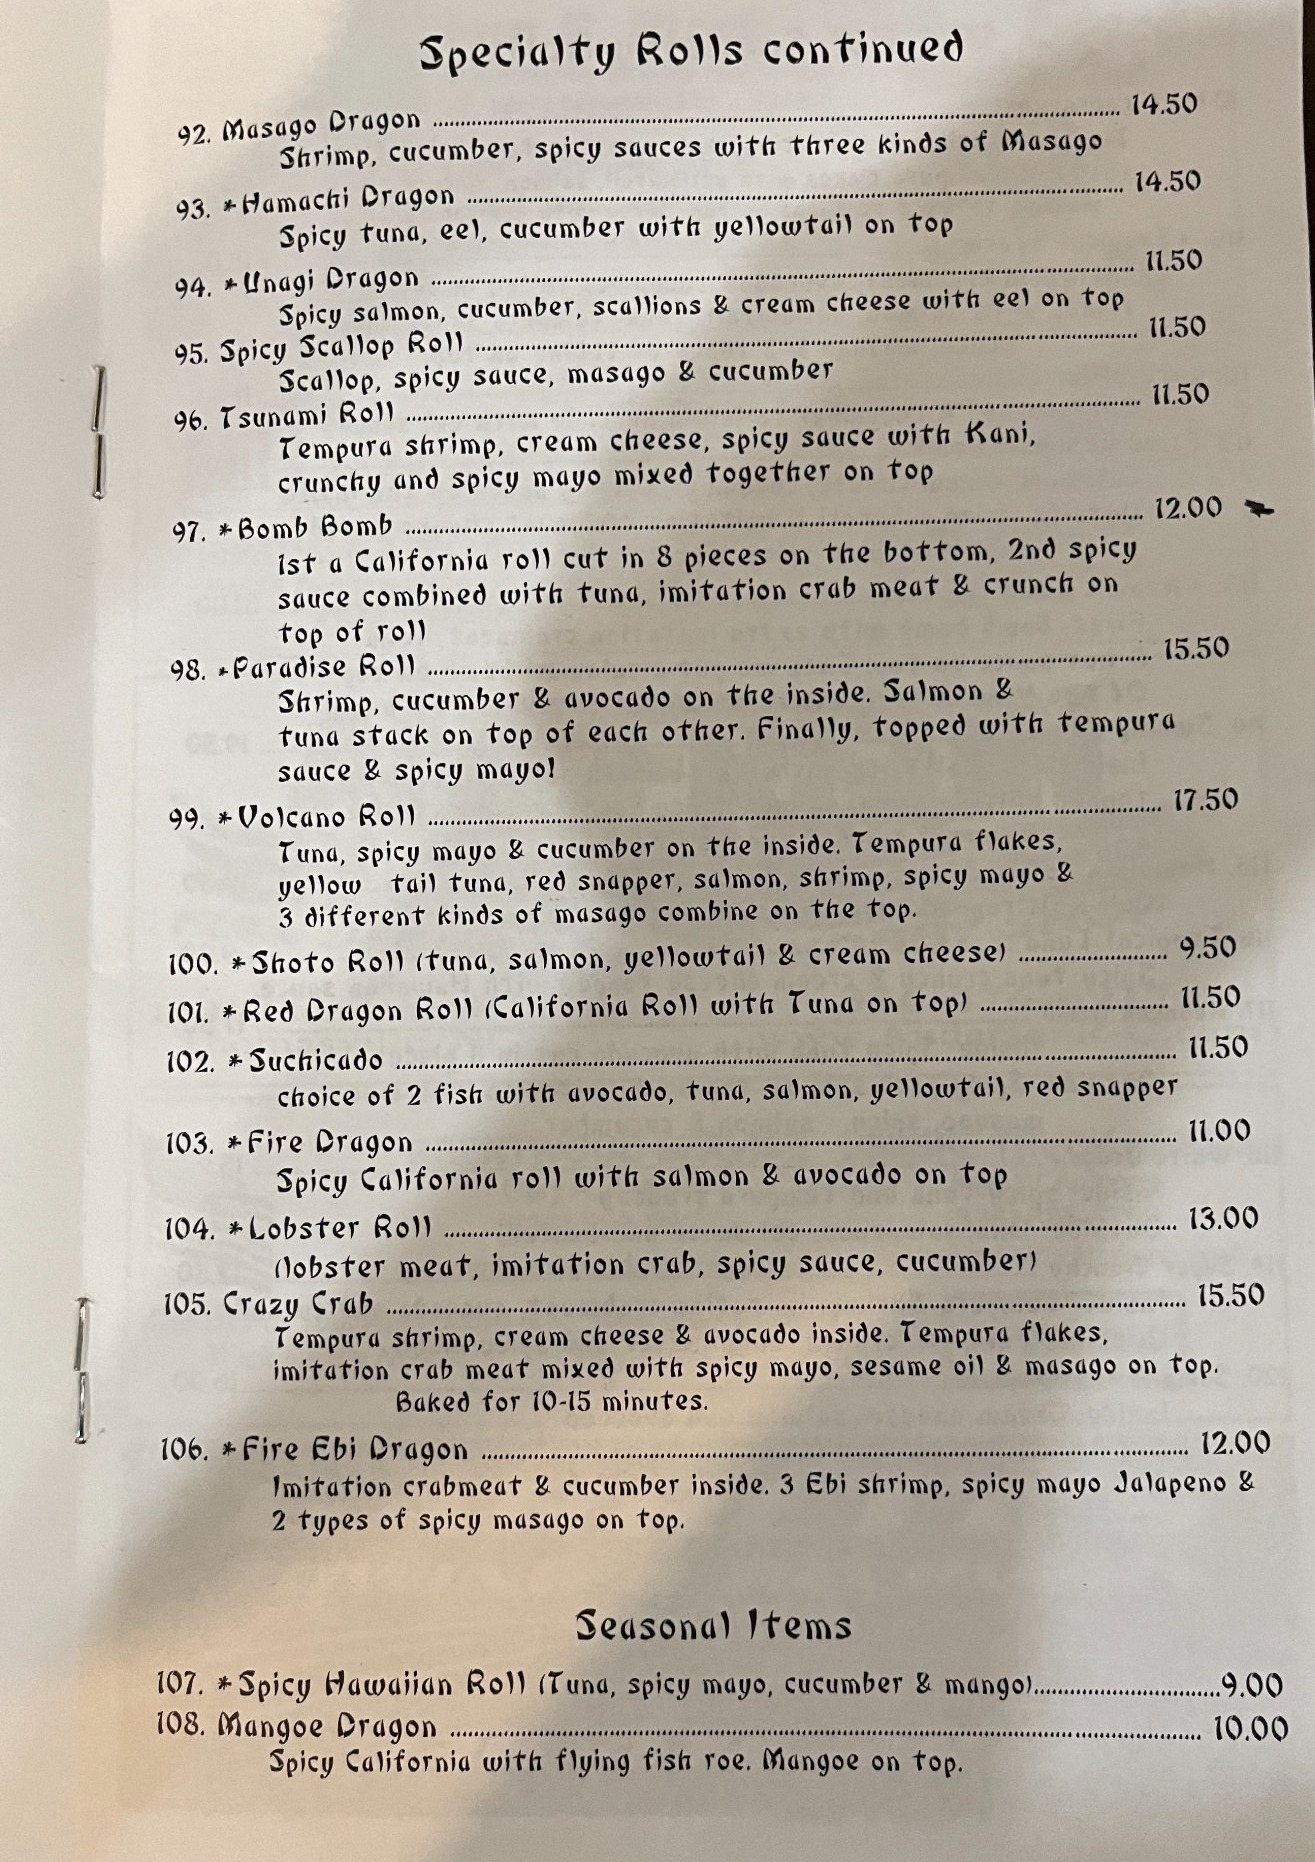 Specialty Rolls continued
92. Masago Dragon ........ 14.50
Shrimp, cucumber, spicy sauces with three kinds of Masago
93. *Hamachi Dragon ........ 14.50
Spicy tuna, eel, cucumber with yellowtail on top
94. *Unagi Dragon ........ 11.50
Spicy salmon, cucumber, scallions & cream cheese with eel on top
95. Spicy Scallop Roll ........ 11.50
Scallop, spicy sauce, masago & cucumber
96. Tsunami Roll ........ 11.50
Tempura shrimp, cream cheese, spicy sauce with Kani,
crunchy and spicy mayo mixed together on top
97. *Bomb Bomb ........ 12.00
1st a California roll cut in 8 pieces on the bottom, 2nd spicy
sauce combined with tuna, imitation crab meat & crunch on
top of roll
98. *Paradise Roll ........ 15.50
Shrimp, cucumber & avocado on the inside. Salmon &
tuna stack on top of each other. Finally, topped with tempura
sauce & spicy mayo!
99. *Volcano Roll ........ 17.50
Tuna, spicy mayo & cucumber on the inside. Tempura flakes,
yellow tail tuna, red snapper, salmon, shrimp, spicy mayo &
3 different kinds of masago combine on the top.
100. *Shoto Roll (tuna, salmon, yellowtail & cream cheese) ........ 9.50
101. *Red Dragon Roll (California Roll with Tuna on top) ........ 11.50
102. *Suchicado ........ 11.50
choice of 2 fish with avocado, tuna, salmon, yellowtail, red snapper
103. *Fire Dragon ........ 11.00
Spicy California roll with salmon & avocado on top
104. *Lobster Roll ........ 13.00
(lobster meat, imitation crab, spicy sauce, cucumber)
105. Crazy Crab ........ 15.50
Tempura shrimp, cream cheese & avocado inside. Tempura flakes,
imitation crab meat mixed with spicy mayo, sesame oil & masago on top.
Baked for 10-15 minutes.
106. *Fire Ebi Dragon ........ 12.00
Imitation crabmeat & cucumber inside. 3 Ebi shrimp, spicy mayo Jalapeno &
2 types of spicy masago on top.
Seasonal Items
107. *Spicy Hawaiian Roll (Tuna, spicy mayo, cucumber & mango)........9.00
108. Mangoe Dragon ........ 10.00
Spicy California with flying fish roe. Mangoe on top.